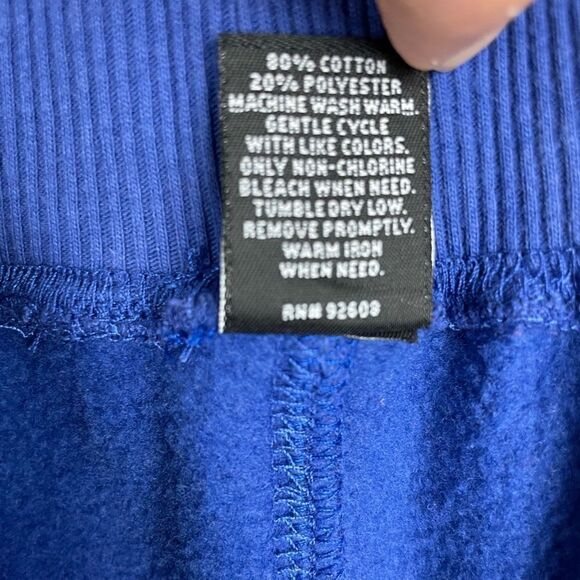 80% COTTON
20% POLYESTER
MACHINE WASH WARM.
GENTLE CYCLE
WITH LIKE COLORS.
ONLY NON-CHLORINE
BLEACH WHEN NEED.
TUMBLE DRY LOW.
REMOVE PROMPTLY.
WARM IRON
WHEN NEED.
RN# 92608